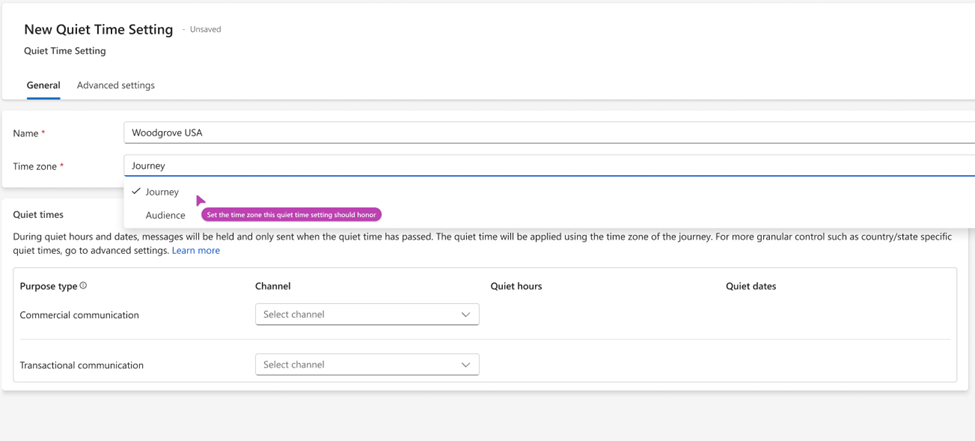 New Quiet Time Setting - Unsaved
Quiet Time Setting
General Advanced settings
Name * Woodgrove USA
Time zone * Journey
Journey
Audience Set the time zone this quiet time setting should honor
Quiet times
During quiet hours and dates, messages will be held and only sent when the quiet time has passed. The quiet time will be applied using the time zone of the journey. For more granular control such as country/state specific
quiet times, go to advanced settings. Learn more
Purpose type Channel Quiet hours Quiet dates
Commercial communication Select channel
Transactional communication Select channel